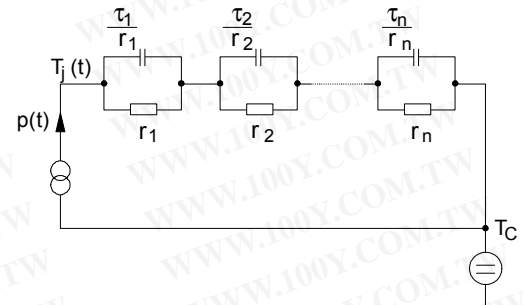 τ1/r1 τ2/r2 τn/rn
Tj (t)
p(t)
r1 r2 rn
TC
WWW.100Y.COM.TW